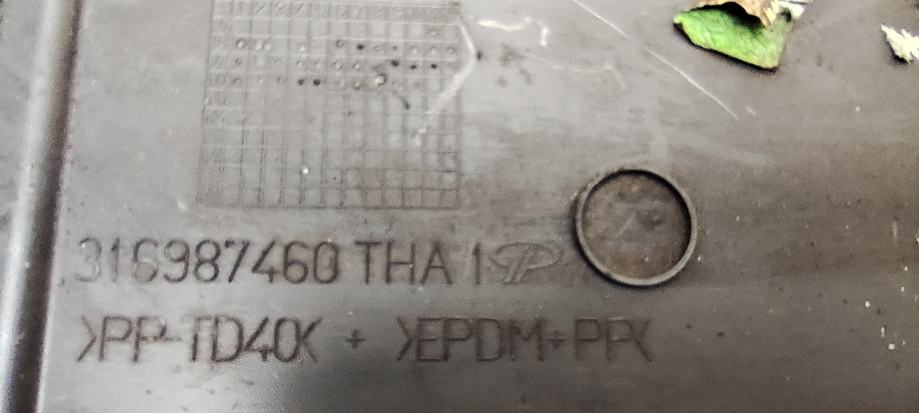 316987460 THA 1
>PP-TD40< + >EPDM+PP<